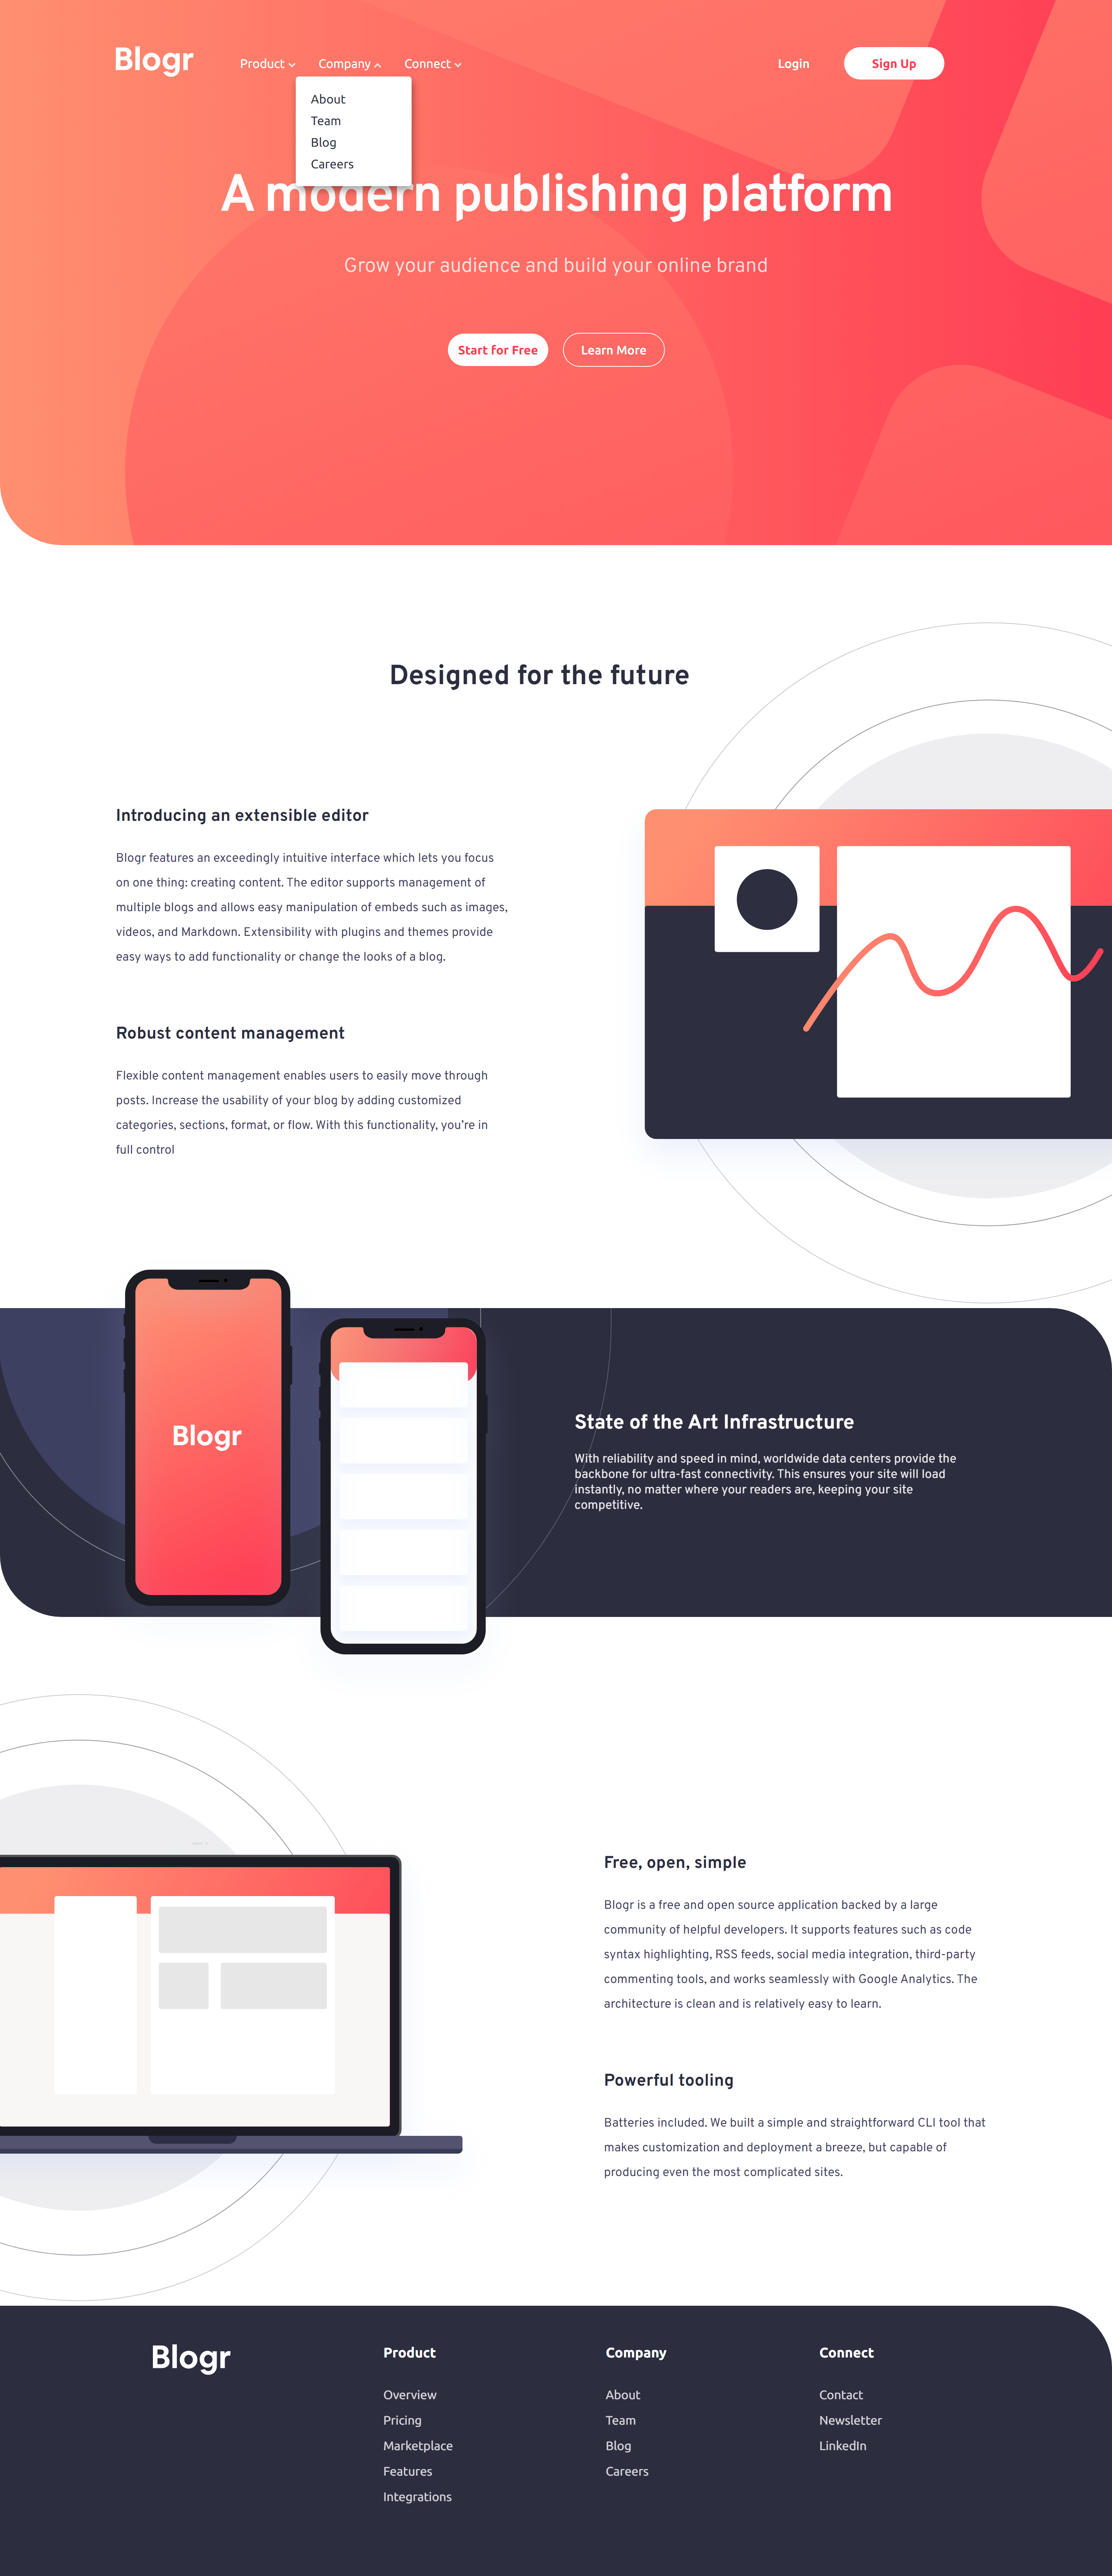 Blogr
Product
Company
Connect
Login
Sign Up
About
Team
Blog
Careers
A modern publishing platform
Grow your audience and build your online brand
Start for Free
Learn More
Designed for the future
Introducing an extensible editor
Blogr features an exceedingly intuitive interface which lets you focus
on one thing: creating content. The editor supports management of
multiple blogs and allows easy manipulation of embeds such as images,
videos, and Markdown. Extensibility with plugins and themes provide
easy ways to add functionality or change the looks of a blog.
Robust content management
Flexible content management enables users to easily move through
posts. Increase the usability of your blog by adding customized
categories, sections, format, or flow. With this functionality, you’re in
full control
Blogr
State of the Art Infrastructure
With reliability and speed in mind, worldwide data centers provide the
backbone for ultra-fast connectivity. This ensures your site will load
instantly, no matter where your readers are, keeping your site
competitive.
Free, open, simple
Blogr is a free and open source application backed by a large
community of helpful developers. It supports features such as code
syntax highlighting, RSS feeds, social media integration, third-party
commenting tools, and works seamlessly with Google Analytics. The
architecture is clean and is relatively easy to learn.
Powerful tooling
Batteries included. We built a simple and straightforward CLI tool that
makes customization and deployment a breeze, but capable of
producing even the most complicated sites.
Blogr
Product
Overview
Pricing
Marketplace
Features
Integrations
Company
About
Team
Blog
Careers
Connect
Contact
Newsletter
LinkedIn